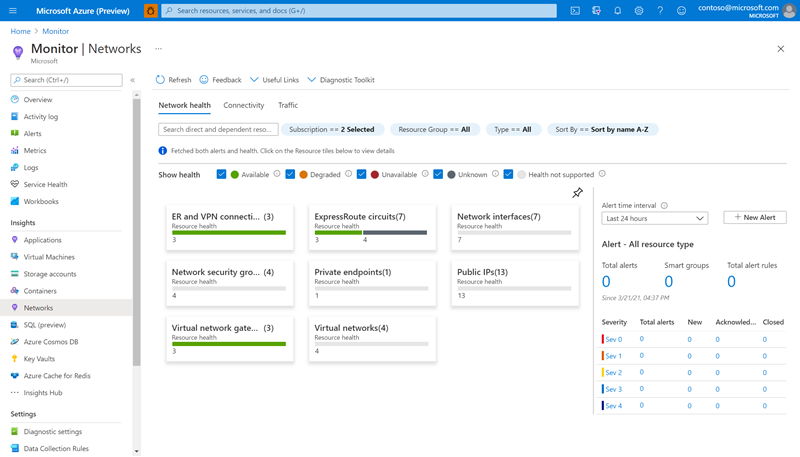 Microsoft Azure (Preview)
Search resources, services, and docs (G+/)
contoso@microsoft.com
MICROSOFT
Home > Monitor
Monitor | Networks
Microsoft
Search (Ctrl+/)
Overview
Activity log
Alerts
Metrics
Logs
Service Health
Workbooks
Insights
Applications
Virtual Machines
Storage accounts
Containers
Networks
SQL (preview)
Azure Cosmos DB
Key Vaults
Azure Cache for Redis
Insights Hub
Settings
Diagnostic settings
Data Collection Rules
Refresh
Feedback
Useful Links
Diagnostic Toolkit
Network health
Connectivity
Traffic
Search direct and dependent reso...
Subscription == 2 Selected
Resource Group == All
Type == All
Sort By == Sort by name A-Z
Fetched both alerts and health. Click on the Resource tiles below to view details
Show health
Available
Degraded
Unavailable
Unknown
Health not supported
ER and VPN connecti... (3)
Resource health
3
ExpressRoute circuits(7)
Resource health
3 4
Network interfaces(7)
Resource health
7
Network security gro... (4)
Resource health
4
Private endpoints(1)
Resource health
1
Public IPs(13)
Resource health
13
Virtual network gate... (3)
Resource health
3
Virtual networks(4)
Resource health
4
Alert time interval
Last 24 hours
+ New Alert
Alert - All resource type
Total alerts Smart groups Total alert rules
0 0 0
Since 3/21/21, 04:37 PM
Severity Total alerts New Acknowled... Closed
Sev 0 0 0 0 0
Sev 1 0 0 0 0
Sev 2 0 0 0 0
Sev 3 0 0 0 0
Sev 4 0 0 0 0